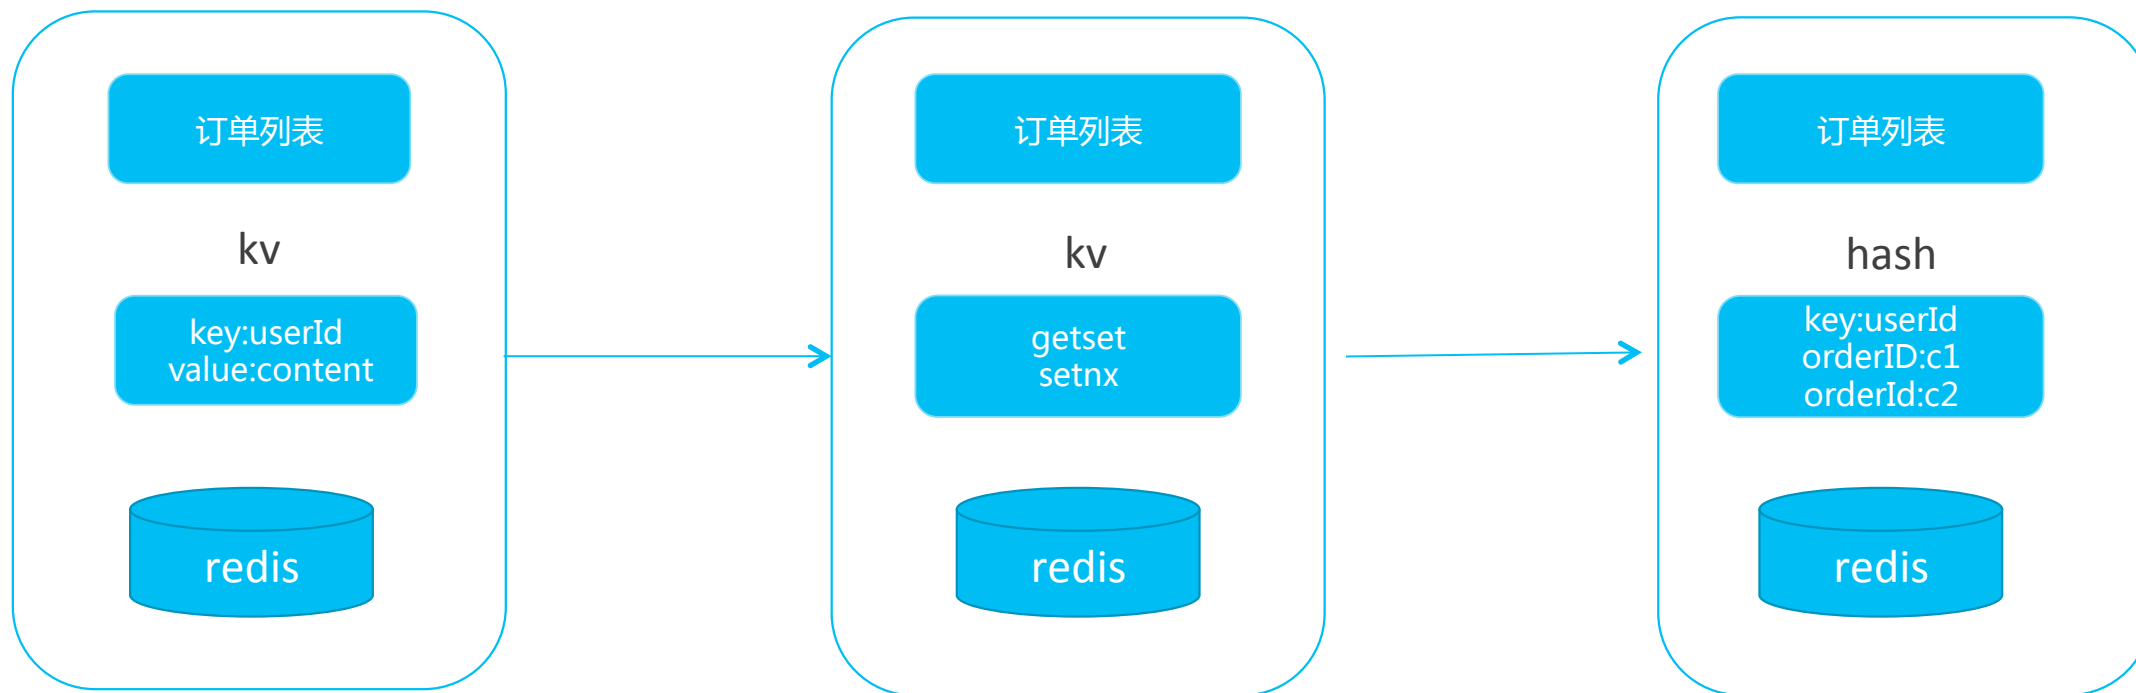 订单列表
kv
key:userId
value:content
redis
订单列表
kv
getset
setnx
redis
订单列表
hash
key:userId
orderID:c1
orderId:c2
redis